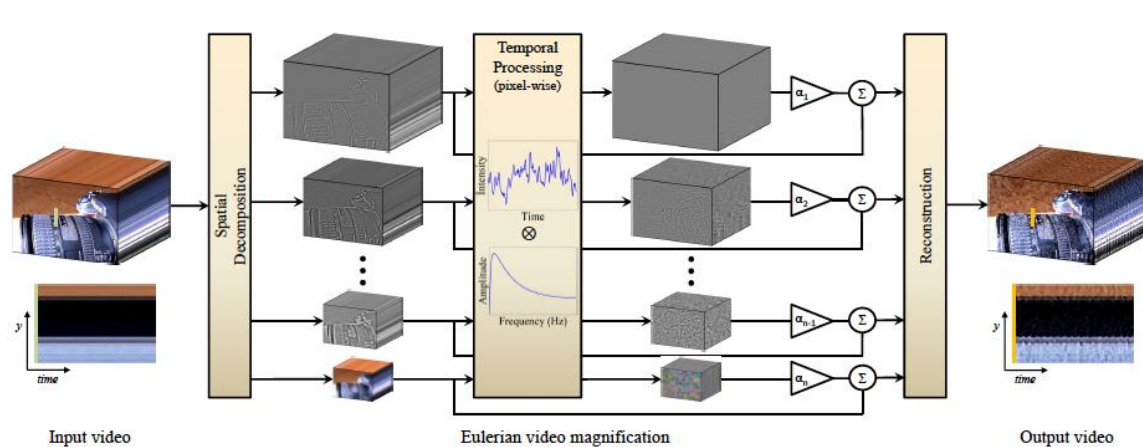 Temporal
Processing
(pixel-wise)
Spatial
Decomposition
Intensity
Time
⊗
Amplitude
Frequency (Hz)
α1
Σ
α2
Σ
αn-1
Σ
αn
Σ
Reconstruction
y
time
y
time
Input video
Eulerian video magnification
Output video